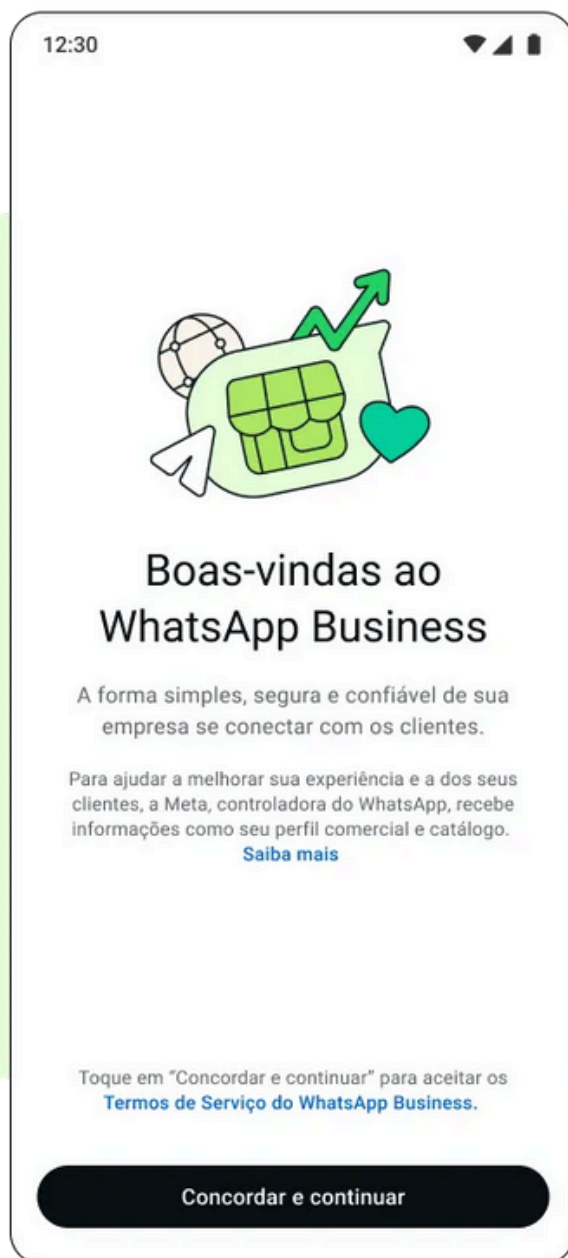 12:30
Boas-vindas ao
WhatsApp Business
A forma simples, segura e confiável de sua
empresa se conectar com os clientes.
Para ajudar a melhorar sua experiência e a dos seus
clientes, a Meta, controladora do WhatsApp, recebe
informações como seu perfil comercial e catálogo.
Saiba mais
Toque em “Concordar e continuar” para aceitar os
Termos de Serviço do WhatsApp Business.
Concordar e continuar